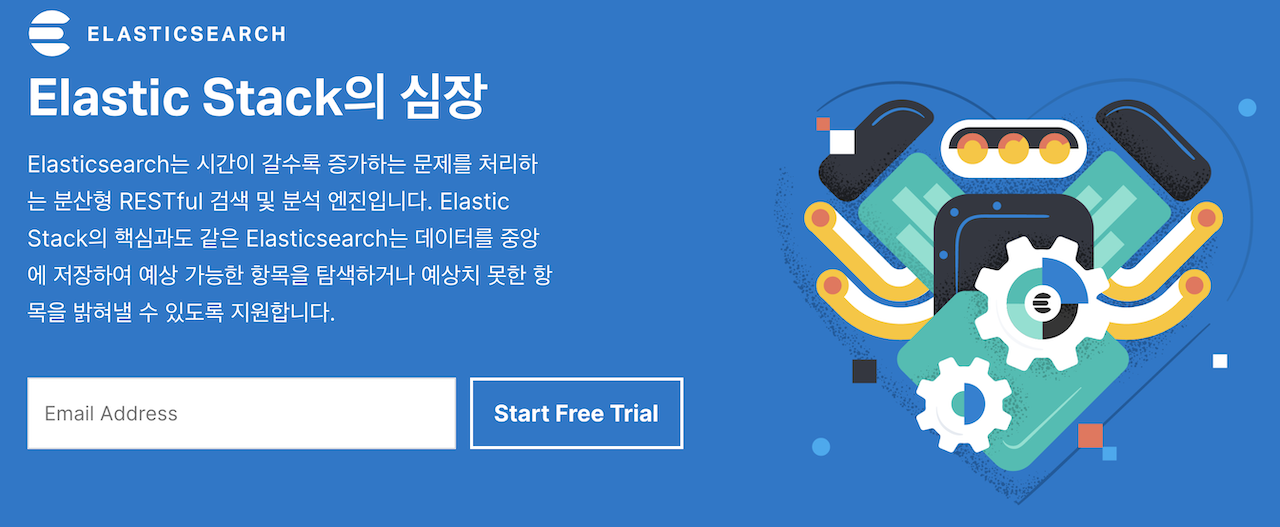 ELASTICSEARCH
Elastic Stack의 심장
Elasticsearch는 시간이 갈수록 증가하는 문제를 처리하
는 분산형 RESTful 검색 및 분석 엔진입니다. Elastic
Stack의 핵심과도 같은 Elasticsearch는 데이터를 중앙
에 저장하여 예상 가능한 항목을 탐색하거나 예상치 못한 항
목을 밝혀낼 수 있도록 지원합니다.
Email Address
Start Free Trial